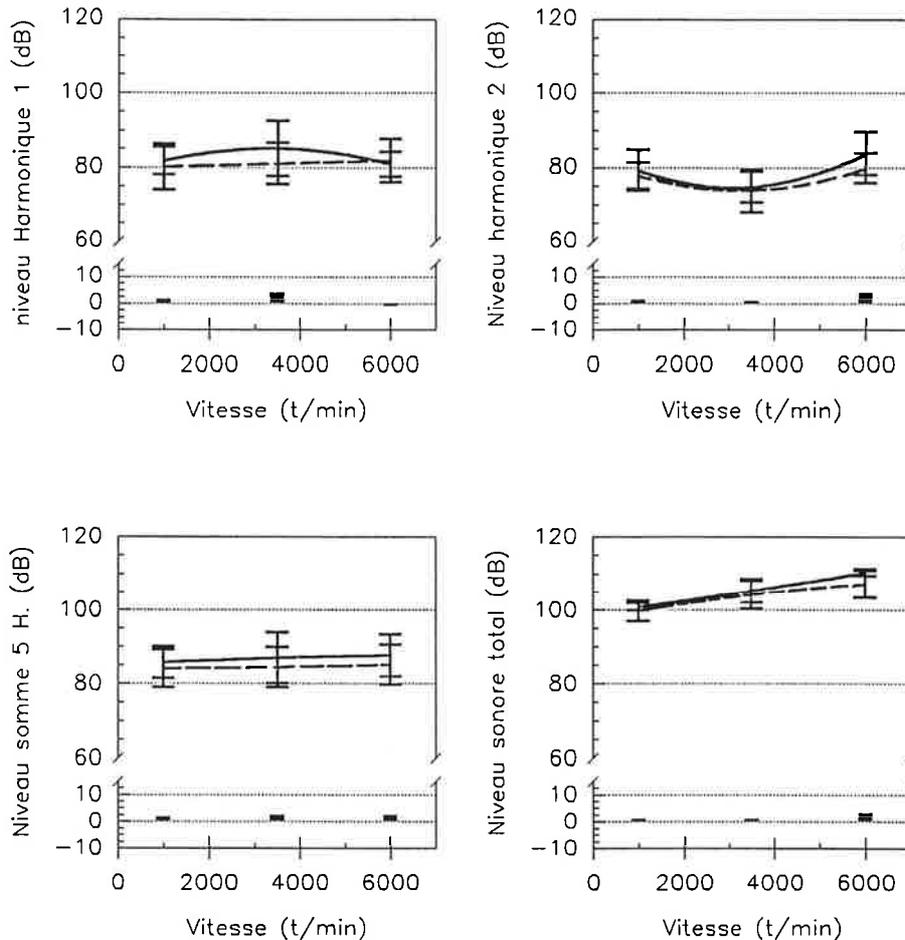 niveau Harmonique 1 (dB)
120
100
80
60
10
0
−10
0 2000 4000 6000
Vitesse (t/min)
Niveau harmonique 2 (dB)
120
100
80
60
10
0
−10
0 2000 4000 6000
Vitesse (t/min)
Niveau somme 5 H. (dB)
120
100
80
60
10
0
−10
0 2000 4000 6000
Vitesse (t/min)
Niveau sonore total (dB)
120
100
80
60
10
0
−10
0 2000 4000 6000
Vitesse (t/min)